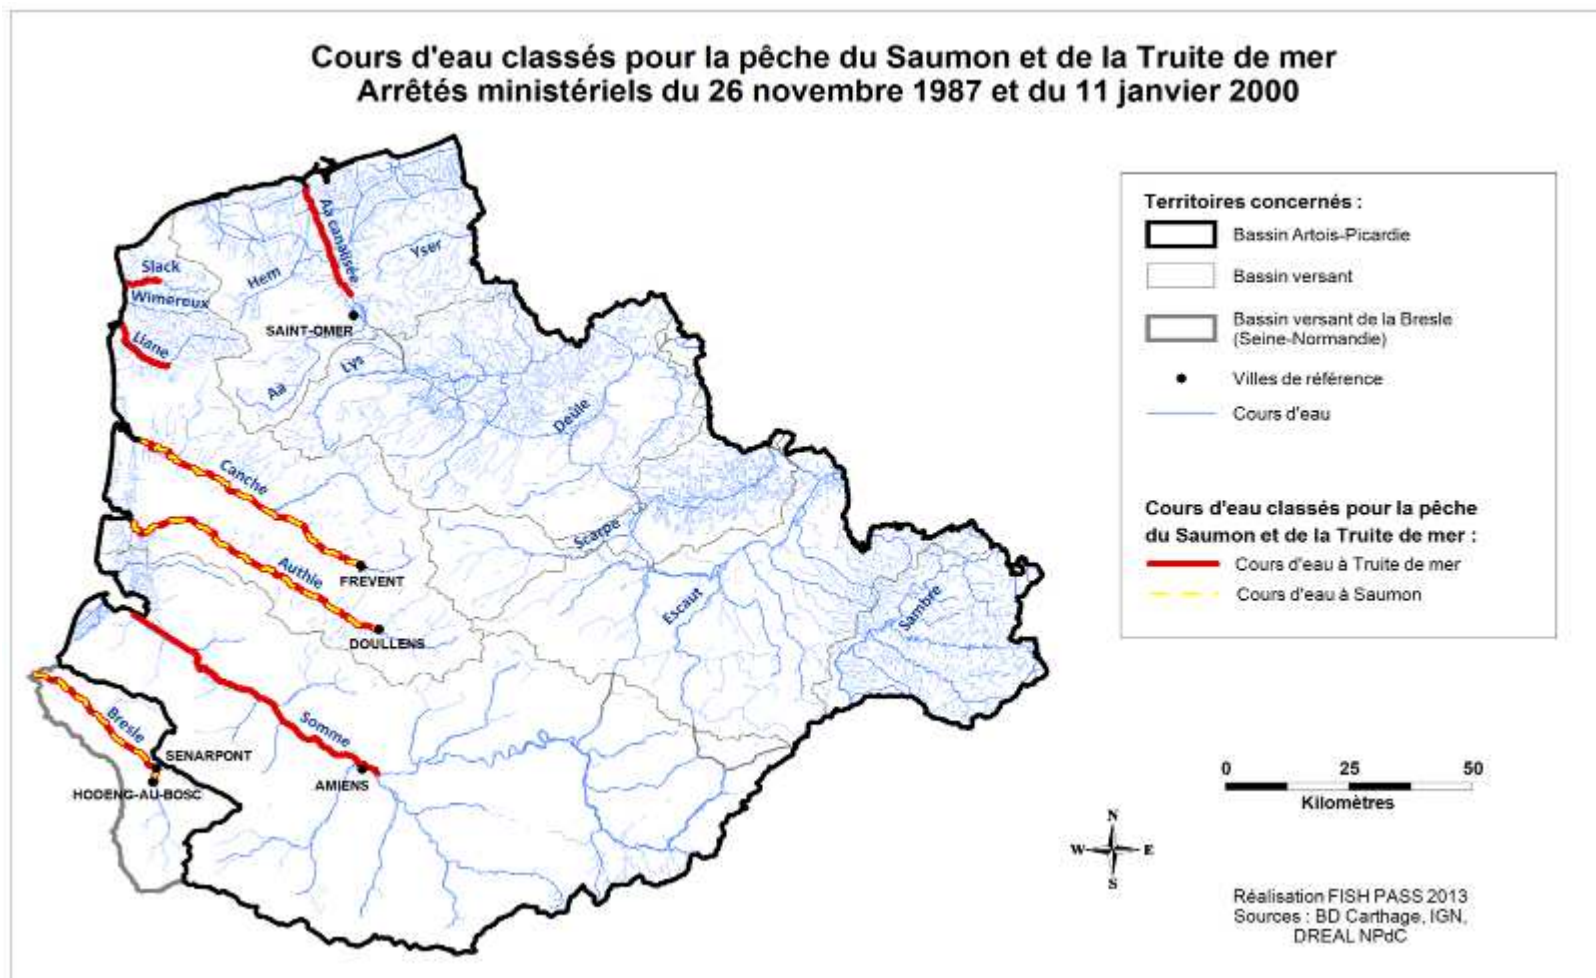 Cours d'eau classés pour la pêche du Saumon et de la Truite de mer
Arrêtés ministériels du 26 novembre 1987 et du 11 janvier 2000
Aa canalisée
Yser
Slack
Hem
Wimereux
SAINT-OMER
Liane
Lys
Aa
Deûle
Canche
Scarpe
Authie
FREVENT
Escaut
Sambre
DOULLENS
Bresle
Somme
SENARPONT
AMIENS
HODENG-AU-BOSC
Territoires concernés :
Bassin Artois-Picardie
Bassin versant
Bassin versant de la Bresle
(Seine-Normandie)
Villes de référence
Cours d'eau
Cours d'eau classés pour la pêche
du Saumon et de la Truite de mer :
Cours d'eau à Truite de mer
Cours d'eau à Saumon
0 25 50
Kilomètres
N
W E
S
Réalisation FISH PASS 2013
Sources : BD Carthage, IGN,
DREAL NPdC